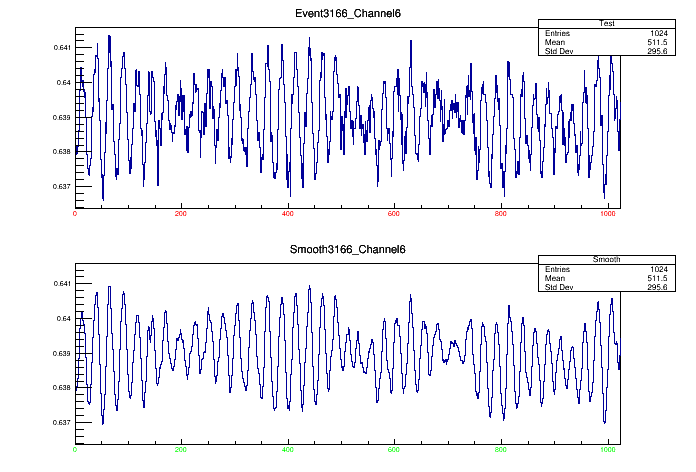 Event3166_Channel6
Test
Entries 1024
Mean 511.5
Std Dev 295.6
0.641
0.64
0.639
0.638
0.637
0 200 400 600 800 1000
Smooth3166_Channel6
Smooth
Entries 1024
Mean 511.5
Std Dev 295.6
0.641
0.64
0.639
0.638
0.637
0 200 400 600 800 1000